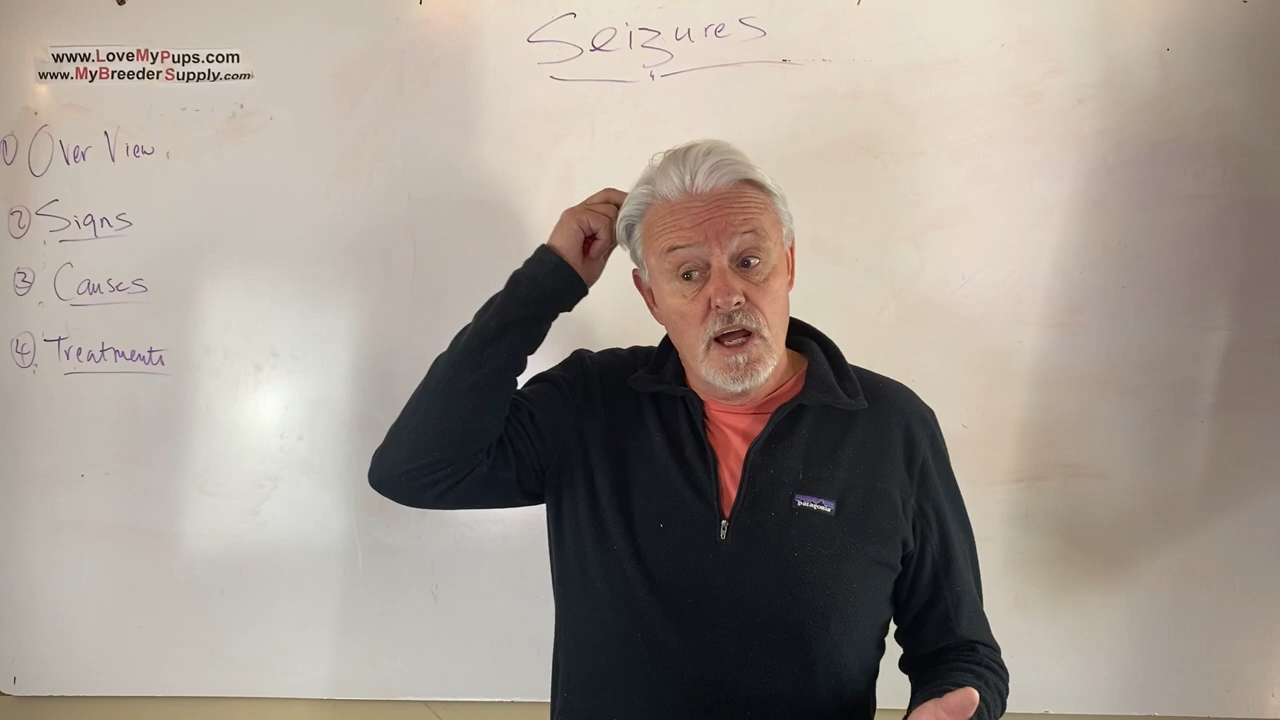 Seizures
www.LoveMyPups.com
www.MyBreederSupply.com
① Over View.
② Signs
③ Causes
④ Treatments
patagonia